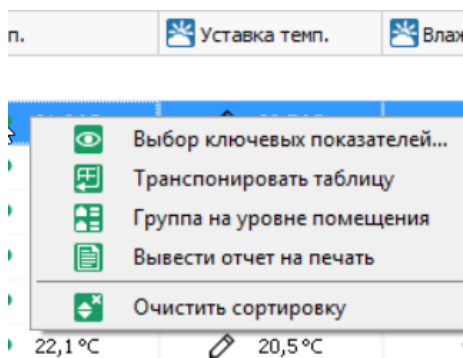 п. Уставка темп. Влаж
Выбор ключевых показателей...
Транспонировать таблицу
Группа на уровне помещения
Вывести отчет на печать
Очистить сортировку
22,1 °C 20,5 °C